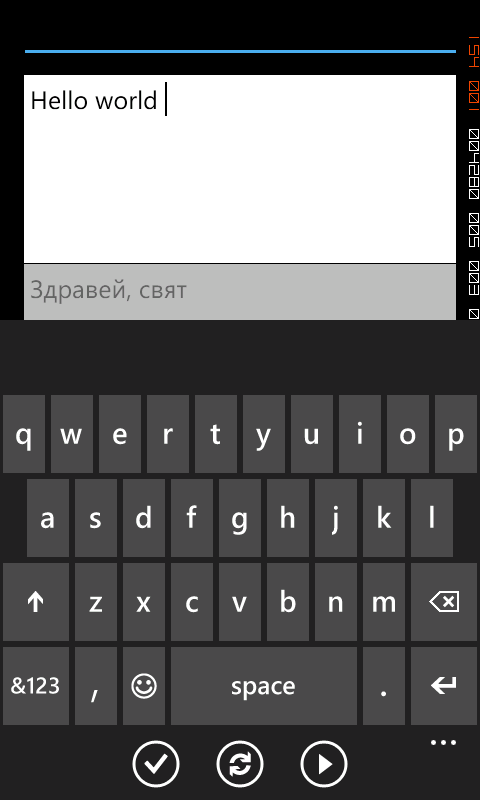 Hello world
Здравей, свят
q w e r t y u i o p
a s d f g h j k l
z x c v b n m
&123 , space .